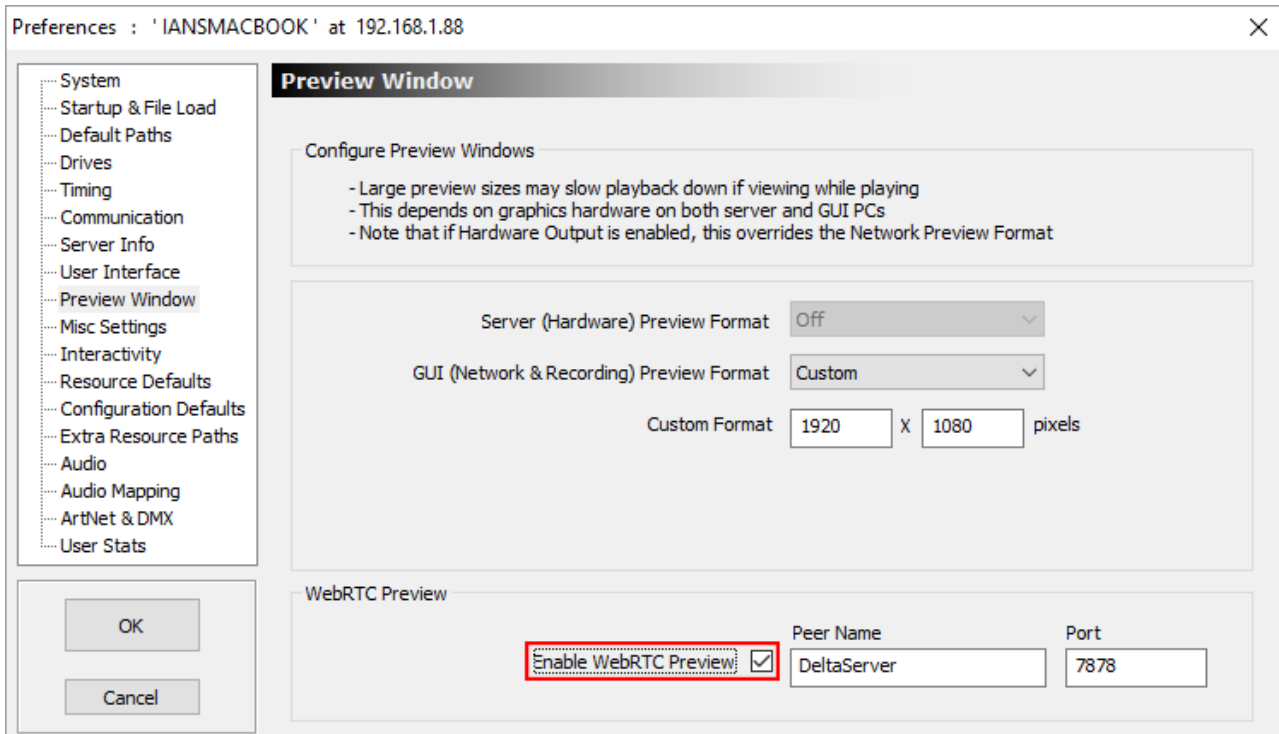 Preferences : ' IANSMACBOOK ' at 192.168.1.88
System
Startup & File Load
Default Paths
Drives
Timing
Communication
Server Info
User Interface
Preview Window
Misc Settings
Interactivity
Resource Defaults
Configuration Defaults
Extra Resource Paths
Audio
Audio Mapping
ArtNet & DMX
User Stats
OK
Cancel
Preview Window
Configure Preview Windows
- Large preview sizes may slow playback down if viewing while playing
- This depends on graphics hardware on both server and GUI PCs
- Note that if Hardware Output is enabled, this overrides the Network Preview Format
Server (Hardware) Preview Format Off
GUI (Network & Recording) Preview Format Custom
Custom Format 1920 X 1080 pixels
WebRTC Preview
Peer Name Port
Enable WebRTC Preview DeltaServer 7878